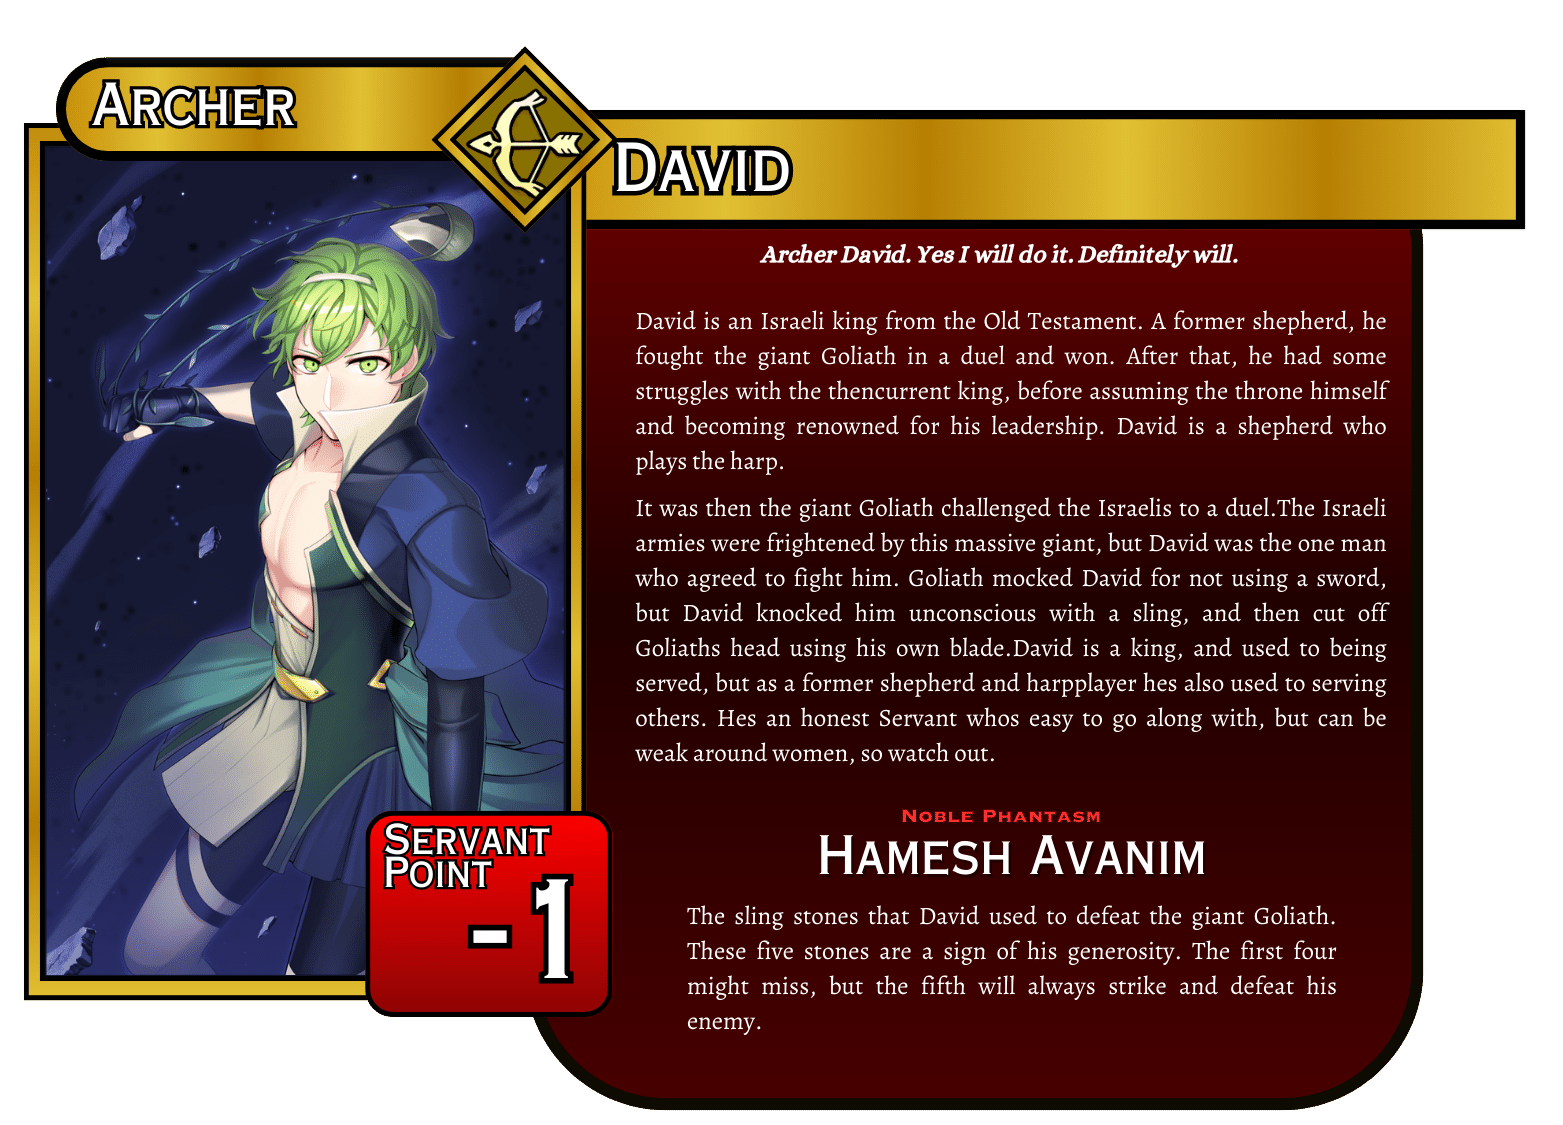 ARCHER
DAVID
Archer David. Yes I will do it. Definitely will.
David is an Israeli king from the Old Testament. A former shepherd, he
fought the giant Goliath in a duel and won. After that, he had some
struggles with the thencurrent king, before assuming the throne himself
and becoming renowned for his leadership. David is a shepherd who
plays the harp.
It was then the giant Goliath challenged the Israelis to a duel.The Israeli
armies were frightened by this massive giant, but David was the one man
who agreed to fight him. Goliath mocked David for not using a sword,
but David knocked him unconscious with a sling, and then cut off
Goliaths head using his own blade.David is a king, and used to being
served, but as a former shepherd and harpplayer hes also used to serving
others. Hes an honest Servant whos easy to go along with, but can be
weak around women, so watch out.
SERVANT
POINT
-1
NOBLE PHANTASM
HAMESH AVANIM
The sling stones that David used to defeat the giant Goliath.
These five stones are a sign of his generosity. The first four
might miss, but the fifth will always strike and defeat his
enemy.